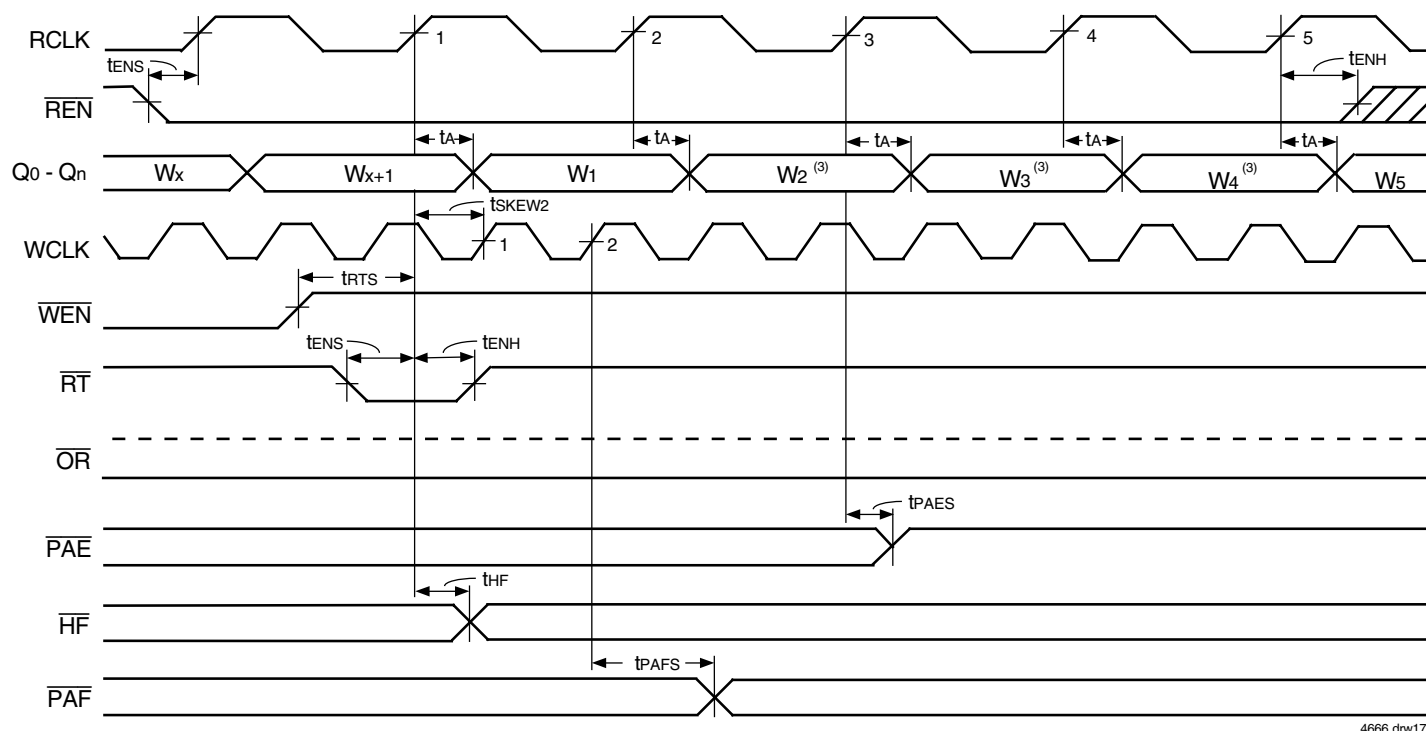 RCLK 1 2 3 4 5
tENS tENH
REN
tA tA tA tA tA
Q0 - Qn Wx Wx+1 W1 W2 (3) W3 (3) W4 (3) W5
tSKEW2
WCLK 1 2
tRTS
WEN
tENS tENH
RT
OR
tPAES
PAE
tHF
HF
tPAFS
PAF
4666 drw17